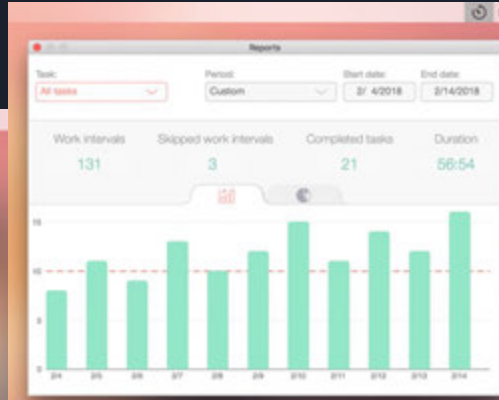 Reports
Task: Period: Start date: End date:
All tasks Custom 2/ 4/2018 2/14/2018
Work intervals Skipped work intervals Completed tasks Duration
131 3 21 56:54
15
10
5
0
2/4 2/5 2/6 2/7 2/8 2/9 2/10 2/11 2/12 2/13 2/14